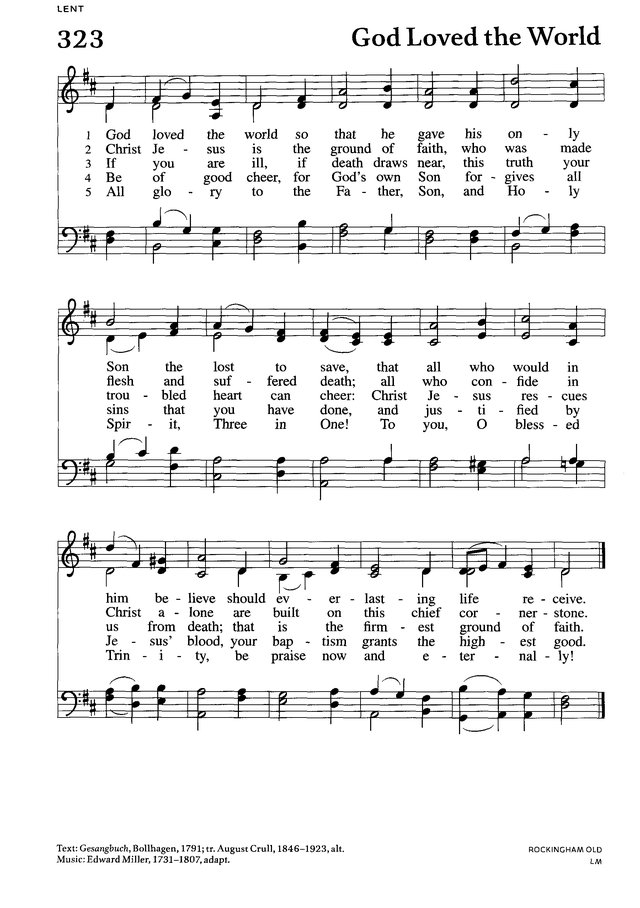 LENT
323 God Loved the World
1 God loved the world so that he gave his on - ly
2 Christ Je - sus is the ground of faith, who was made
3 If you are ill, if death draws near, this truth your
4 Be of good cheer, for God's own Son for - gives all
5 All glo - ry to the Fa - ther, Son, and Ho - ly
Son the lost to save, that all who would in
flesh and suf - fered death; all who con - fide in
trou - bled heart can cheer: Christ Je - sus res - cues
sins that you have done, and jus - ti - fied by
Spir - it, Three in One! To you, O bless - ed
him be - lieve should ev - er - last - ing life re - ceive.
Christ a - lone are built on this chief cor - ner - stone.
us from death; that is the firm - est ground of faith.
Je - sus' blood, your bap - tism grants the high - est good.
Trin - i - ty, be praise now and e - ter - nal - ly!
Text: Gesangbuch, Bollhagen, 1791; tr. August Crull, 1846–1923, alt.
Music: Edward Miller, 1731–1807, adapt.
ROCKINGHAM OLD
LM